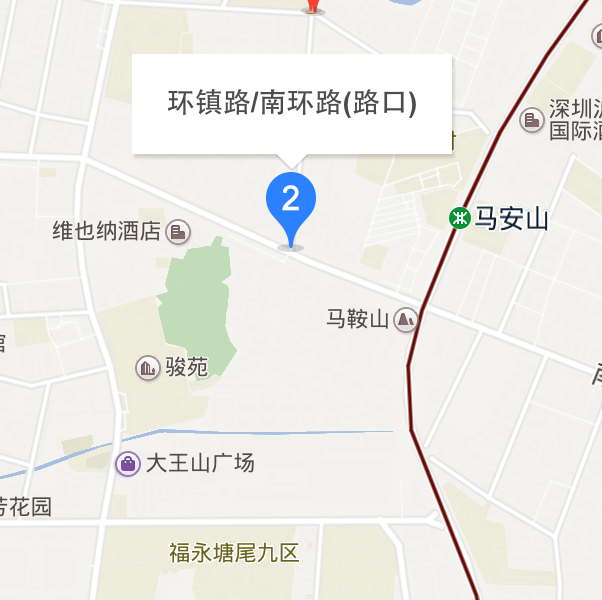 环镇路/南环路(路口)
2
深圳
国际
维也纳酒店
马安山
马鞍山
骏苑
大王山广场
花园
福永塘尾九区